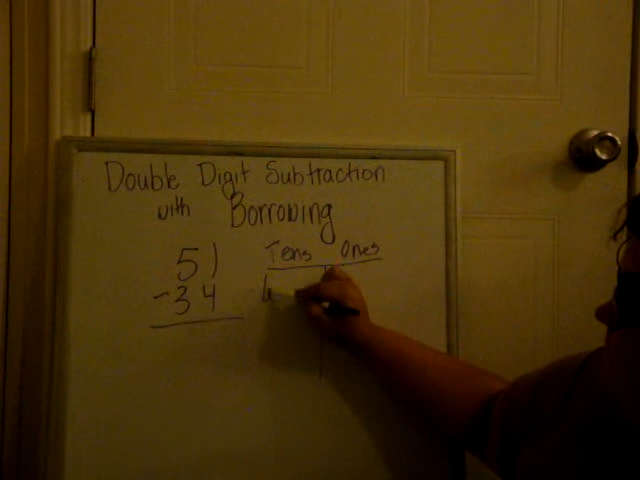 Double Digit Subtraction
with Borrowing
51
-34
Tens Ones